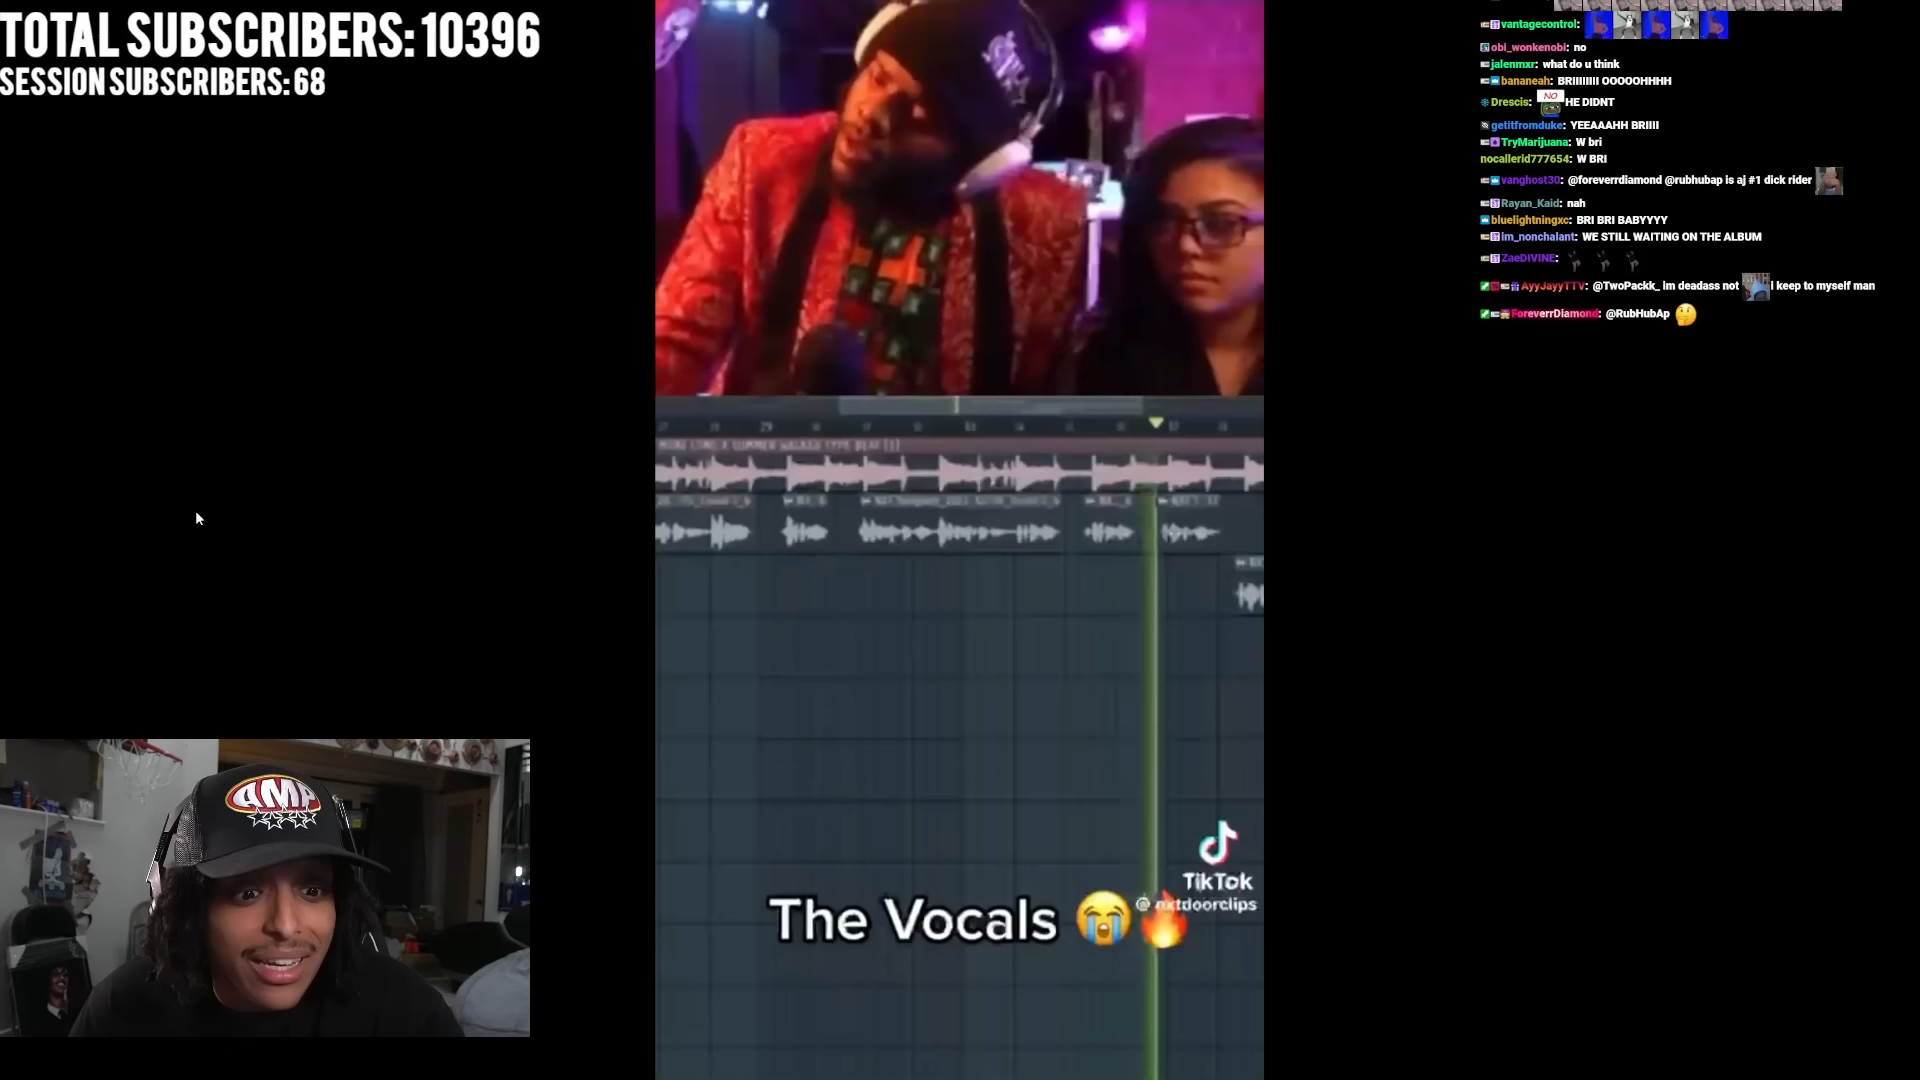 TOTAL SUBSCRIBERS: 10396
SESSION SUBSCRIBERS: 68
vantagecontrol:
obi_wonkenobi: no
jalenmxr: what do u think
bananeah: BRIIIIIIIII OOOOOHHHH
Drescis: NO HE DIDNT
getitfromduke: YEEAAAHH BRIIII
TryMarijuana: W bri
nocallerid777654: W BRI
vanghost30: @foreverrdiamond @rubhubap is aj #1 dick rider
Rayan_Kaid: nah
bluelightningxc: BRI BRI BABYYYY
im_nonchalant: WE STILL WAITING ON THE ALBUM
ZaeDIVINE:
AyyJayyTTV: @TwoPackk_ im deadass not I keep to myself man
ForeverrDiamond: @RubHubAp 🤔
TikTok
@nxtdoorclips
The Vocals 😭🔥
AMP